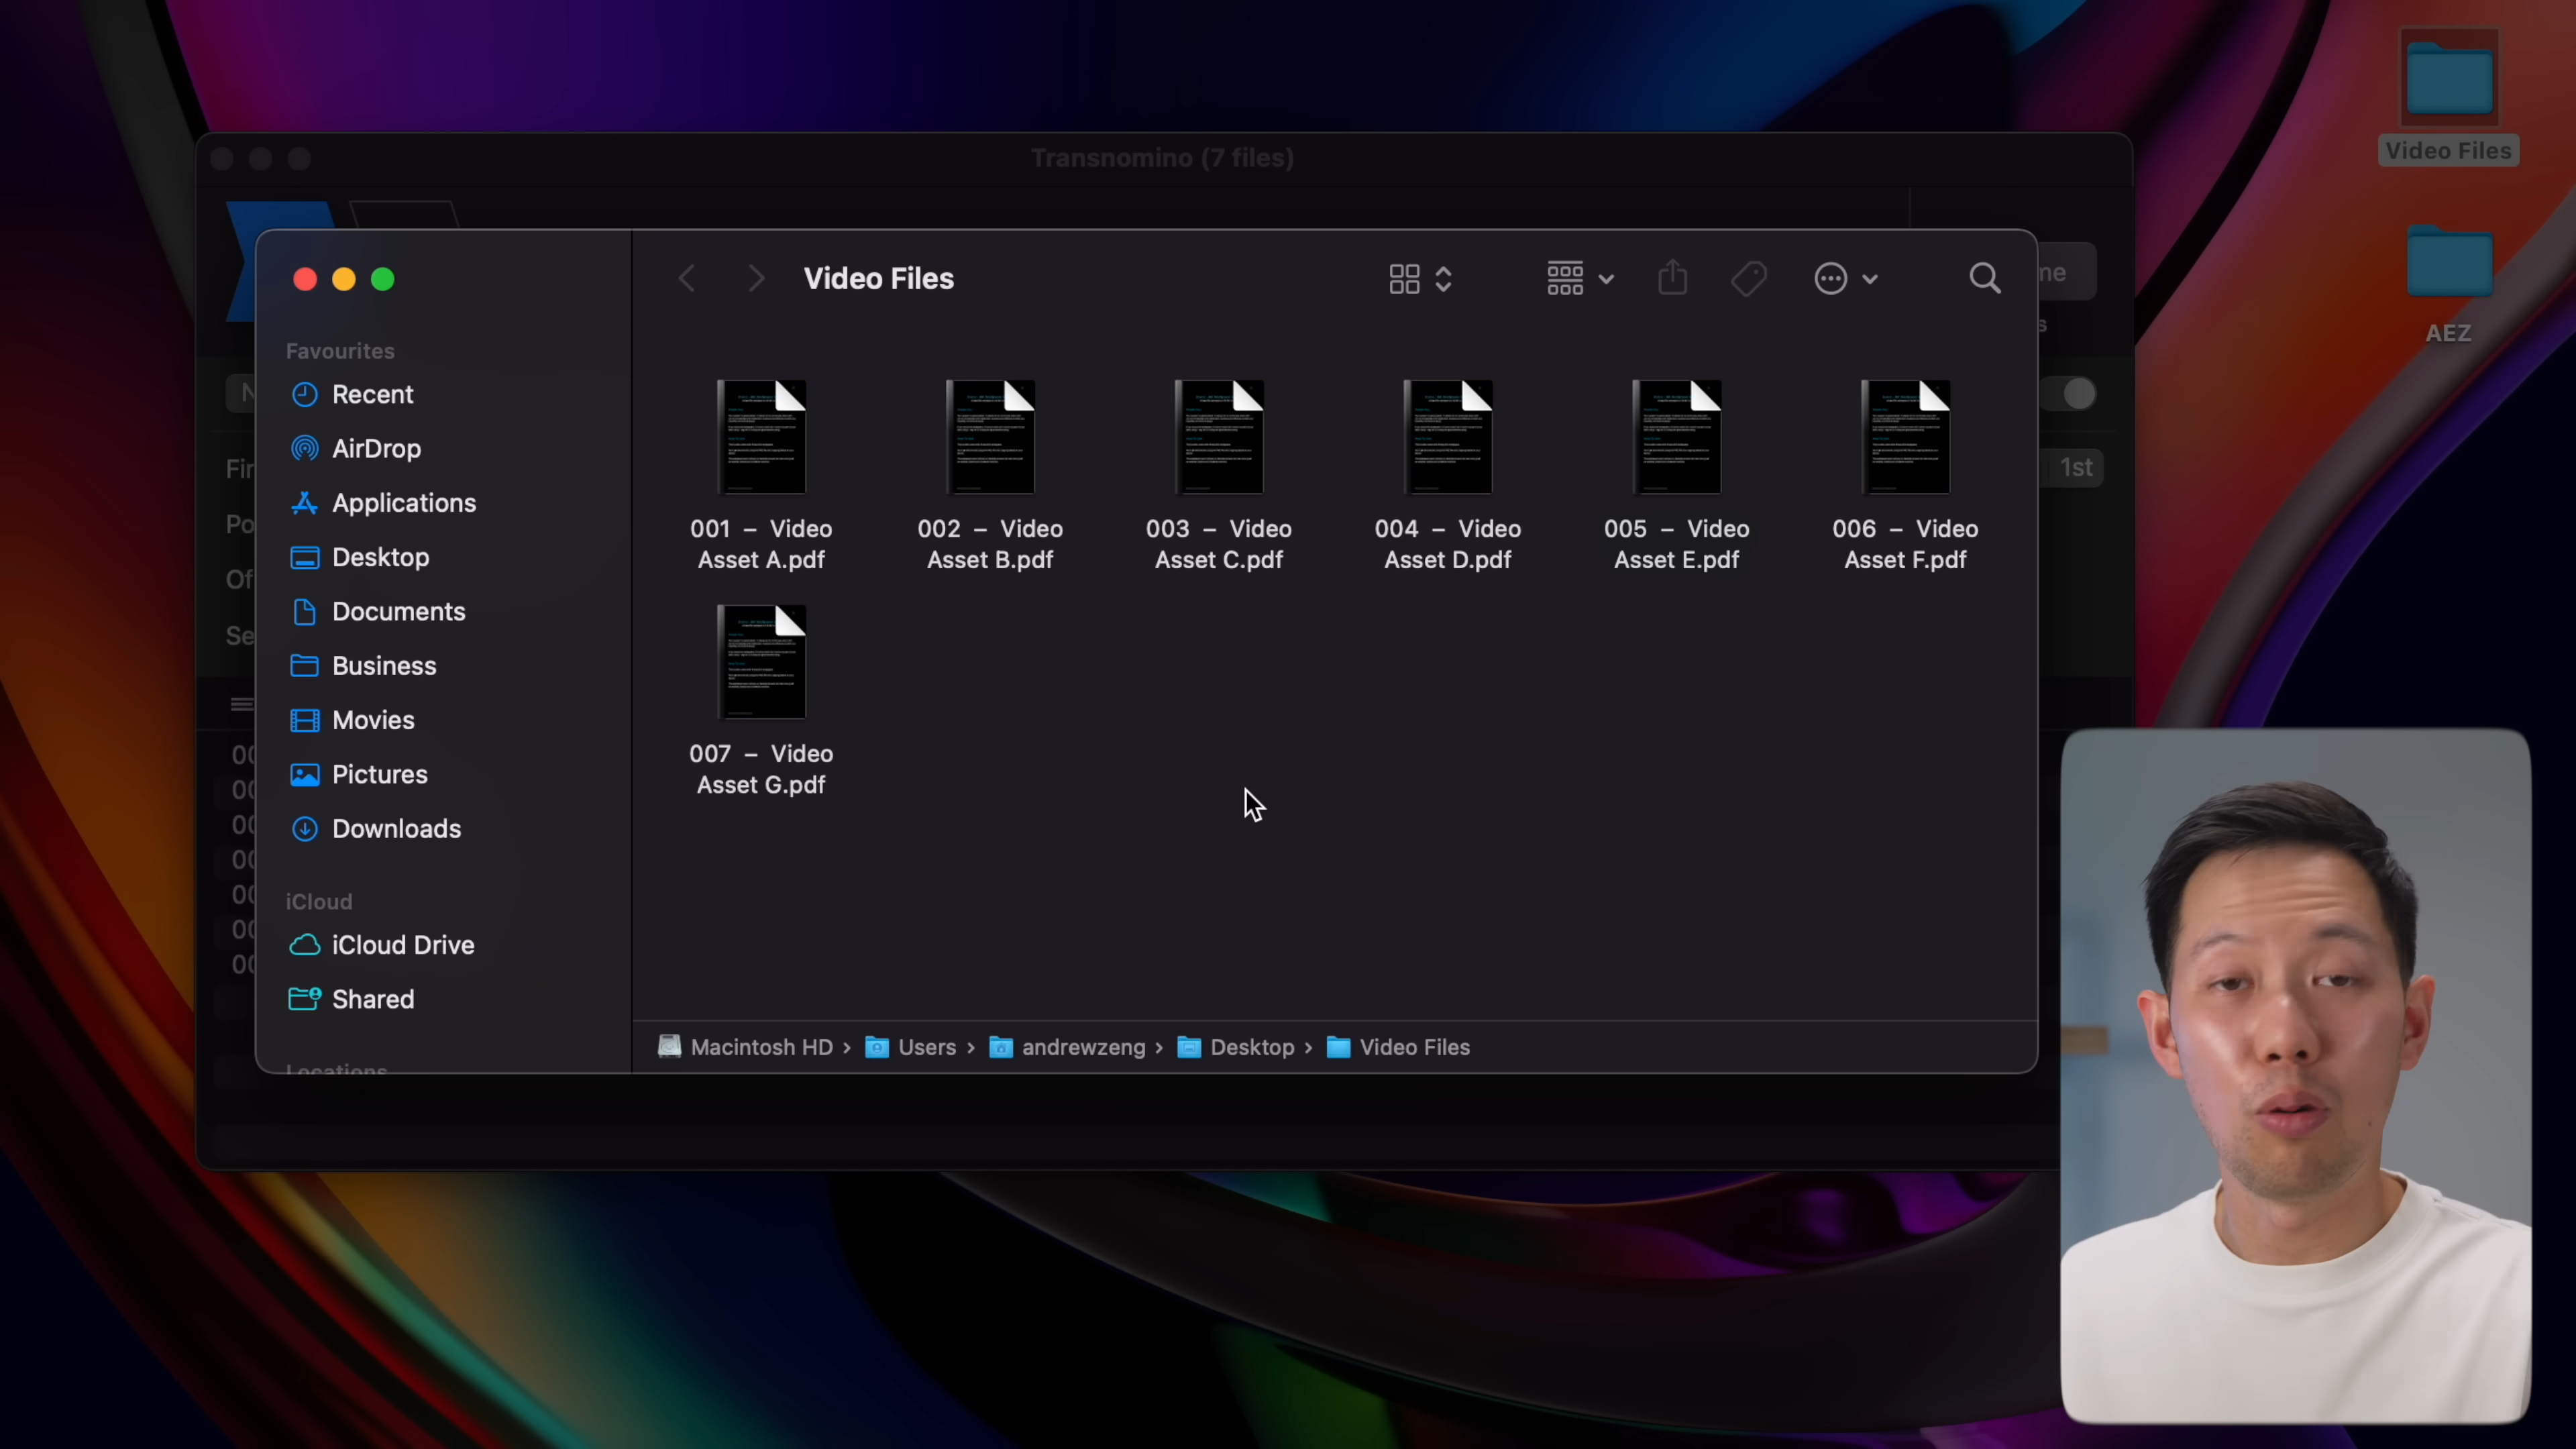 Video Files
AEZ
Transnomino (7 files)
Video Files
Favourites
Recent
AirDrop
Applications
Desktop
Documents
Business
Movies
Pictures
Downloads
iCloud
iCloud Drive
Shared
Locations
001 – Video
Asset A.pdf
002 – Video
Asset B.pdf
003 – Video
Asset C.pdf
004 – Video
Asset D.pdf
005 – Video
Asset E.pdf
006 – Video
Asset F.pdf
007 – Video
Asset G.pdf
1st
Macintosh HD › Users › andrewzeng › Desktop › Video Files